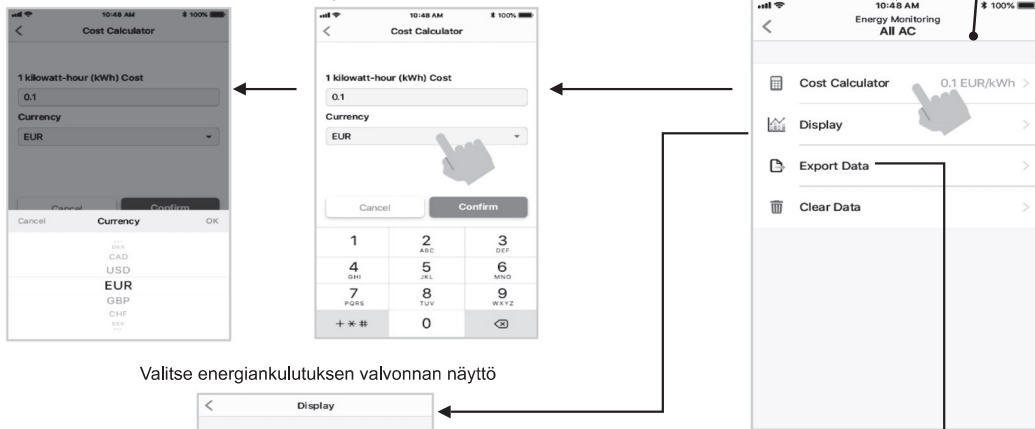 10:48 AM
100%
Cost Calculator
1 kilowatt-hour (kWh) Cost
0.1
Currency
EUR
Cancel
Confirm
Cancel
Currency
OK
DKK
CAD
USD
EUR
GBP
CHF
SEK
10:48 AM
100%
Cost Calculator
1 kilowatt-hour (kWh) Cost
0.1
Currency
EUR
Cancel
Confirm
1
2
ABC
3
DEF
4
GHI
5
JKL
6
MNO
7
PQRS
8
TUV
9
WXYZ
+*#
0
10:48 AM
100%
Energy Monitoring
All AC
Cost Calculator
0.1 EUR/kWh
Display
Export Data
Clear Data
Valitse energiankulutuksen valvonnan näyttö
Display